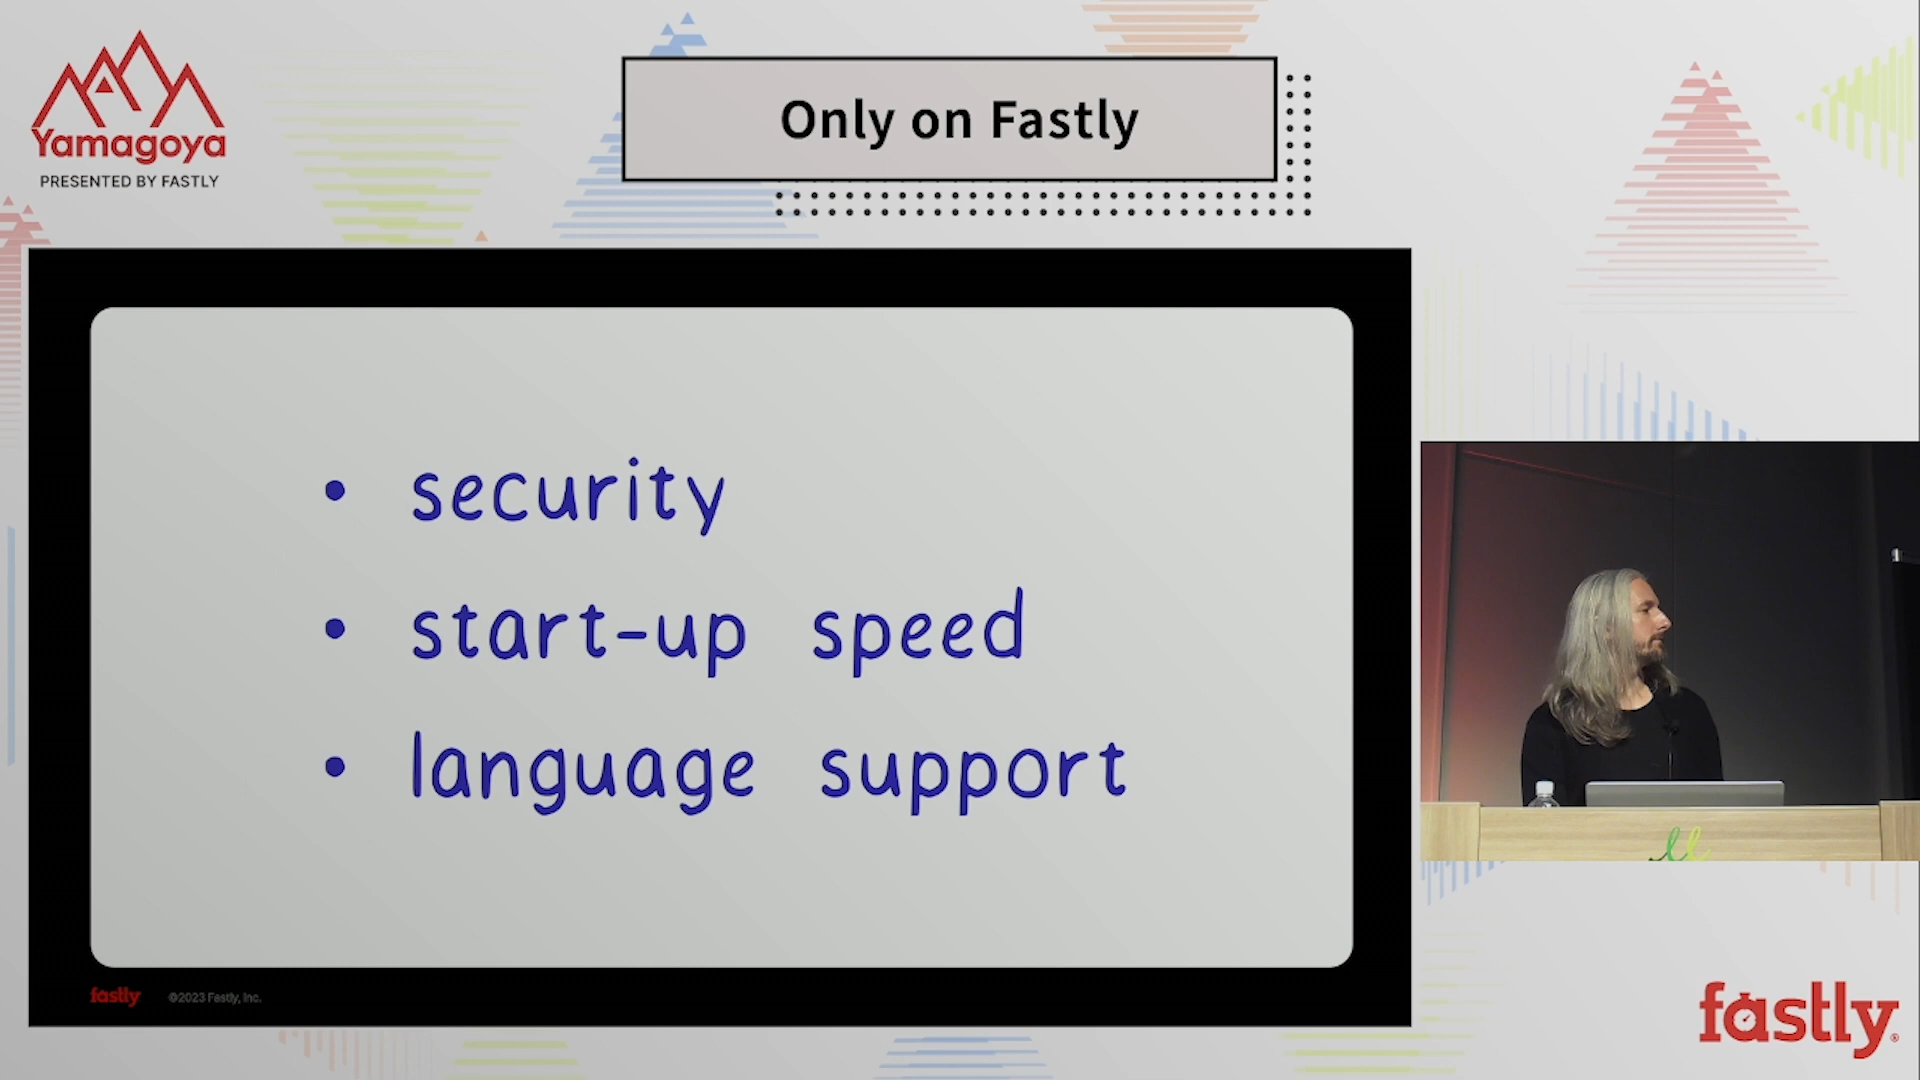 Yamagoya
PRESENTED BY FASTLY
Only on Fastly
• security
• start-up speed
• language support
fastly ©2023 Fastly, Inc.
fastly®